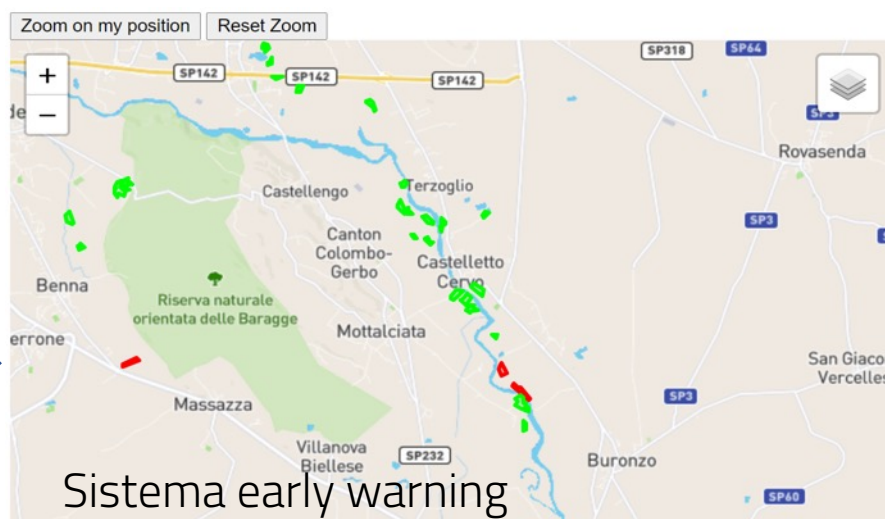 Zoom on my position Reset Zoom
+
−
SP142
SP142
SP142
SP318
SP64
SP3
Rovasenda
Castellengo
Terzoglio
Canton
Colombo-
Gerbo
SP3
Castelletto
Cervo
Benna
Riserva naturale
orientata delle Baragge
Mottalciata
errone
San Giaco
Vercelles
Massazza
SP3
Villanova
Biellese
SP232
Buronzo
SP60
Sistema early warning